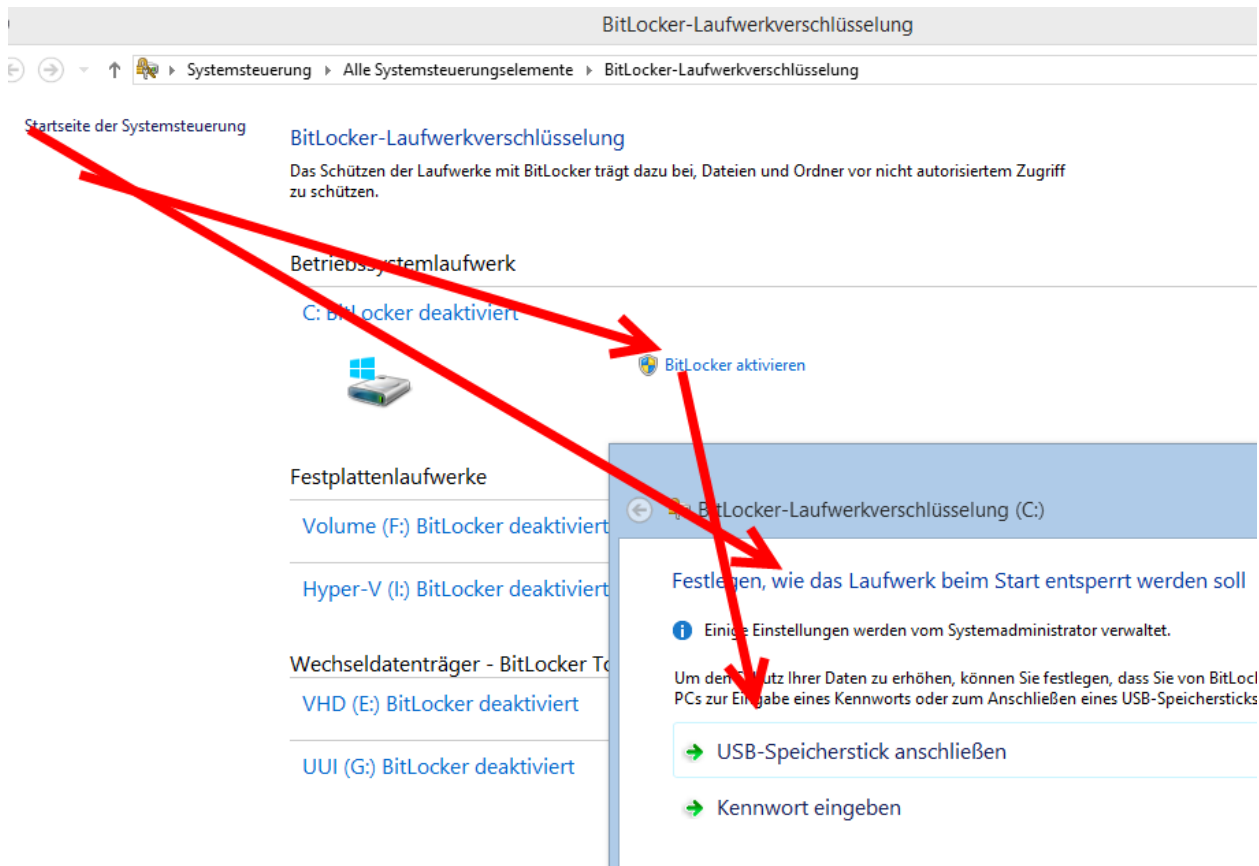 BitLocker-Laufwerkverschlüsselung
Systemsteuerung Alle Systemsteuerungselemente BitLocker-Laufwerkverschlüsselung
Startseite der Systemsteuerung
BitLocker-Laufwerkverschlüsselung
Das Schützen der Laufwerke mit BitLocker trägt dazu bei, Dateien und Ordner vor nicht autorisiertem Zugriff
zu schützen.
Betriebssystemlaufwerk
C: BitLocker deaktiviert
BitLocker aktivieren
Festplattenlaufwerke
Volume (F:) BitLocker deaktiviert
Hyper-V (I:) BitLocker deaktiviert
Wechseldatenträger - BitLocker To
VHD (E:) BitLocker deaktiviert
UUI (G:) BitLocker deaktiviert
BitLocker-Laufwerkverschlüsselung (C:)
Festlegen, wie das Laufwerk beim Start entsperrt werden soll
Einige Einstellungen werden vom Systemadministrator verwaltet.
Um den Schutz Ihrer Daten zu erhöhen, können Sie festlegen, dass Sie von BitLoc
PCs zur Eingabe eines Kennworts oder zum Anschließen eines USB-Speichersticks
USB-Speicherstick anschließen
Kennwort eingeben